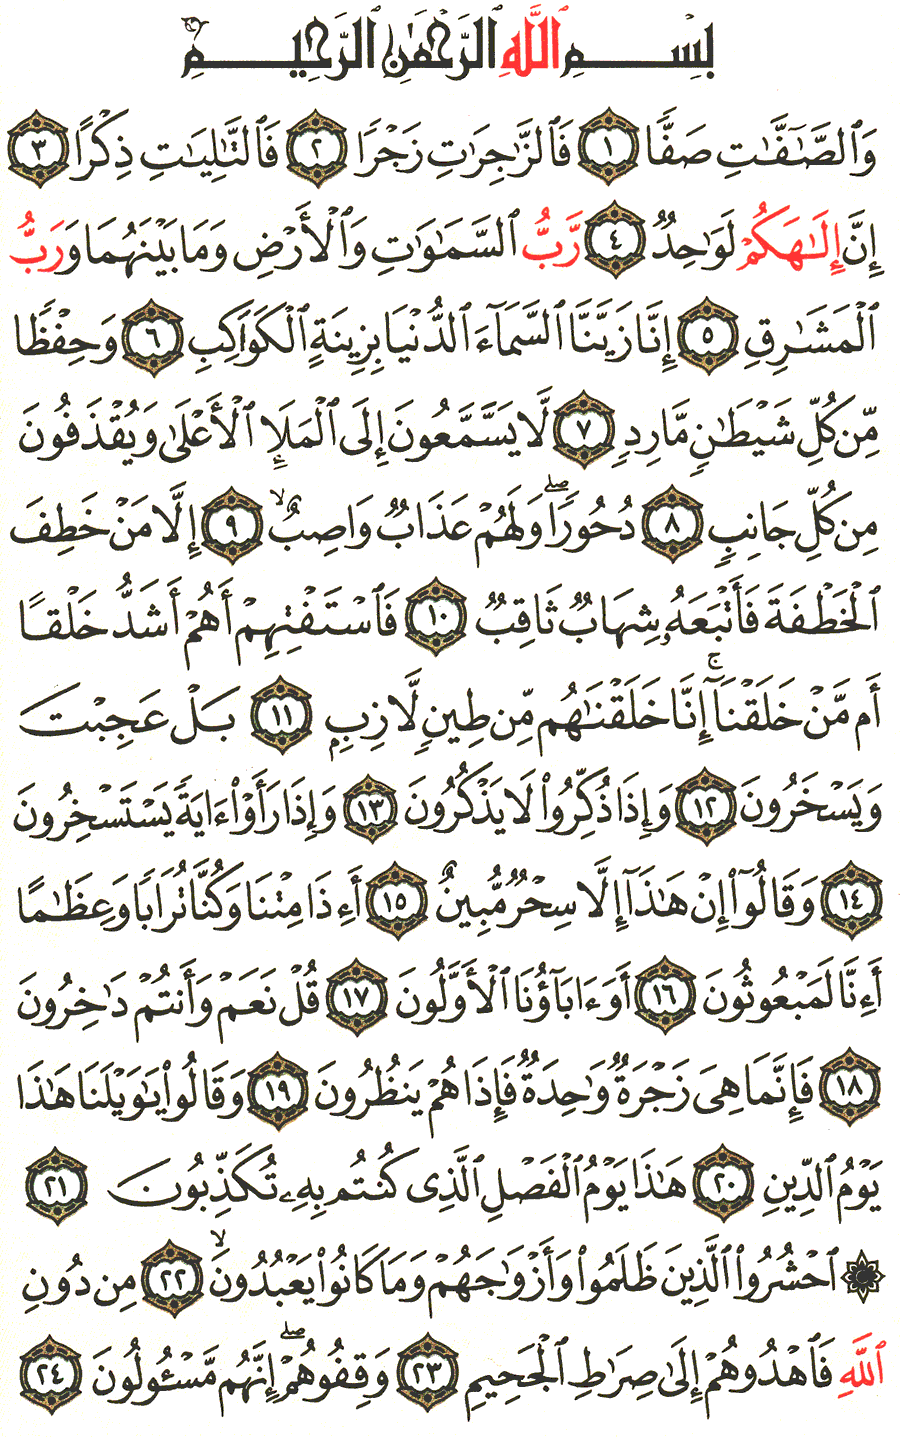 بِسْمِ ٱللَّهِ ٱلرَّحْمَٰنِ ٱلرَّحِيمِ
وَٱلصَّٰٓفَّٰتِ صَفًّا ١ فَٱلزَّٰجِرَٰتِ زَجْرًا ٢ فَٱلتَّٰلِيَٰتِ ذِكْرًا ٣
إِنَّ إِلَٰهَكُمْ لَوَٰحِدٌ ٤ رَّبُّ ٱلسَّمَٰوَٰتِ وَٱلْأَرْضِ وَمَا بَيْنَهُمَا وَرَبُّ
ٱلْمَشَٰرِقِ ٥ إِنَّا زَيَّنَّا ٱلسَّمَآءَ ٱلدُّنْيَا بِزِينَةٍ ٱلْكَوَاكِبِ ٦ وَحِفْظًا
مِّن كُلِّ شَيْطَٰنٍ مَّارِدٍ ٧ لَّا يَسَّمَّعُونَ إِلَى ٱلْمَلَإِ ٱلْأَعْلَىٰ وَيُقْذَفُونَ
مِن كُلِّ جَانِبٍ ٨ دُحُورًا ۖ وَلَهُمْ عَذَابٌ وَاصِبٌ ۙ ٩ إِلَّا مَنْ خَطِفَ
ٱلْخَطْفَةَ فَأَتْبَعَهُۥ شِهَابٌ ثَاقِبٌ ١٠ فَٱسْتَفْتِهِمْ أَهُمْ أَشَدُّ خَلْقًا
أَم مَّنْ خَلَقْنَآ ۚ إِنَّا خَلَقْنَٰهُم مِّن طِينٍ لَّازِبٍ ١١ بَلْ عَجِبْتَ
وَيَسْخَرُونَ ١٢ وَإِذَا ذُكِّرُوا۟ لَا يَذْكُرُونَ ١٣ وَإِذَا رَأَوْا۟ ءَايَةً يَسْتَسْخِرُونَ
١٤ وَقَالُوٓا۟ إِنْ هَٰذَآ إِلَّا سِحْرٌ مُّبِينٌ ١٥ أَءِذَا مِتْنَا وَكُنَّا تُرَابًا وَعِظَٰمًا
أَءِنَّا لَمَبْعُوثُونَ ١٦ أَوَءَابَآؤُنَا ٱلْأَوَّلُونَ ١٧ قُلْ نَعَمْ وَأَنتُمْ دَٰخِرُونَ
١٨ فَإِنَّمَا هِىَ زَجْرَةٌ وَٰحِدَةٌ فَإِذَا هُمْ يَنظُرُونَ ١٩ وَقَالُوا۟ يَٰوَيْلَنَا هَٰذَا
يَوْمُ ٱلدِّينِ ٢٠ هَٰذَا يَوْمُ ٱلْفَصْلِ ٱلَّذِى كُنتُم بِهِۦ تُكَذِّبُونَ ٢١
۞ ٱحْشُرُوا۟ ٱلَّذِينَ ظَلَمُوا۟ وَأَزْوَٰجَهُمْ وَمَا كَانُوا۟ يَعْبُدُونَ ۙ ٢٢ مِن دُونِ
ٱللَّهِ فَٱهْدُوهُمْ إِلَىٰ صِرَٰطِ ٱلْجَحِيمِ ٢٣ وَقِفُوهُمْ ۖ إِنَّهُم مَّسْـُٔولُونَ ٢٤